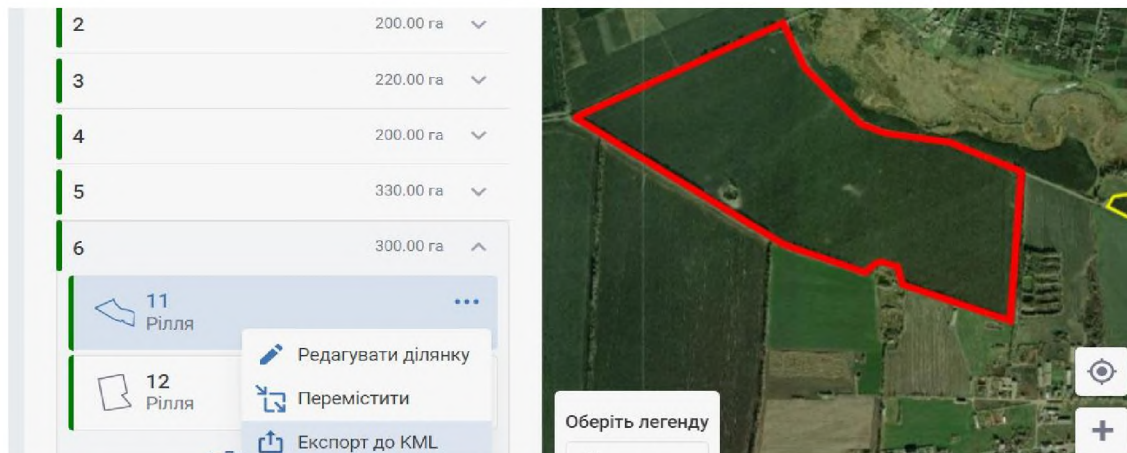 2 200.00 га
3 220.00 га
4 200.00 га
5 330.00 га
6 300.00 га
11
Рілля
Редагувати ділянку
12
Рілля
Перемістити
Експорт до KML
Оберіть легенду